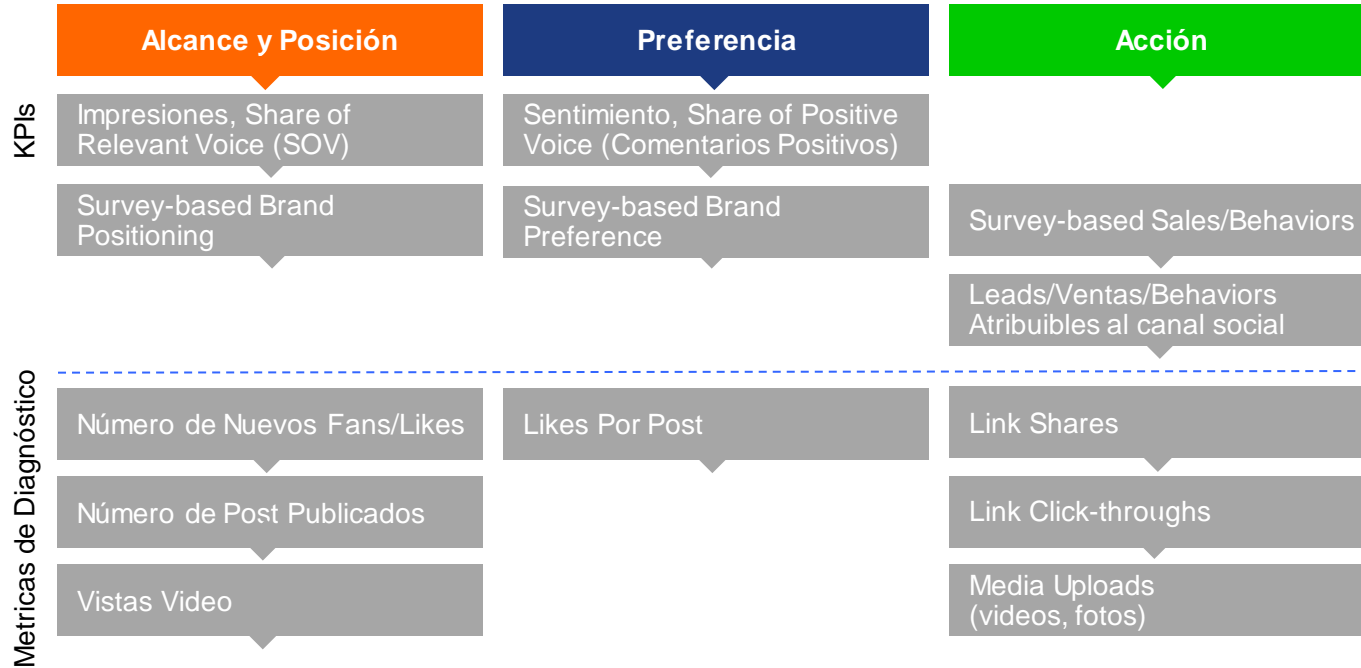 Alcance y Posición
Preferencia
Acción
KPIs
Impresiones, Share of
Relevant Voice (SOV)
Sentimiento, Share of Positive
Voice (Comentarios Positivos)
Survey-based Brand
Positioning
Survey-based Brand
Preference
Survey-based Sales/Behaviors
Leads/Ventas/Behaviors
Atribuibles al canal social
Metricas de Diagnóstico
Número de Nuevos Fans/Likes
Likes Por Post
Link Shares
Número de Post Publicados
Link Click-throughs
Vistas Video
Media Uploads
(videos, fotos)